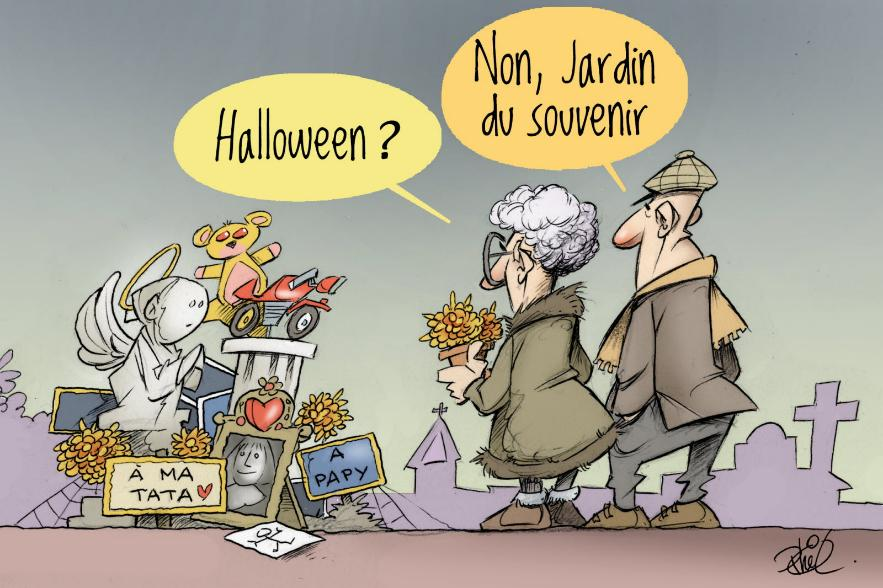 Halloween ?
Non, Jardin
du souvenir
À MA
TATA
A
PAPY